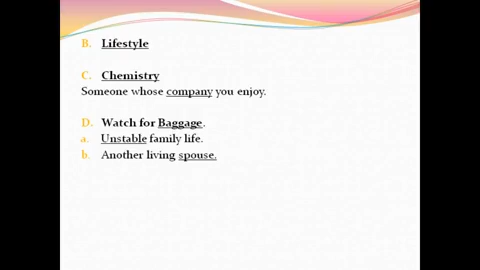 B. Lifestyle
C. Chemistry
Someone whose company you enjoy.
D. Watch for Baggage.
a. Unstable family life.
b. Another living spouse.